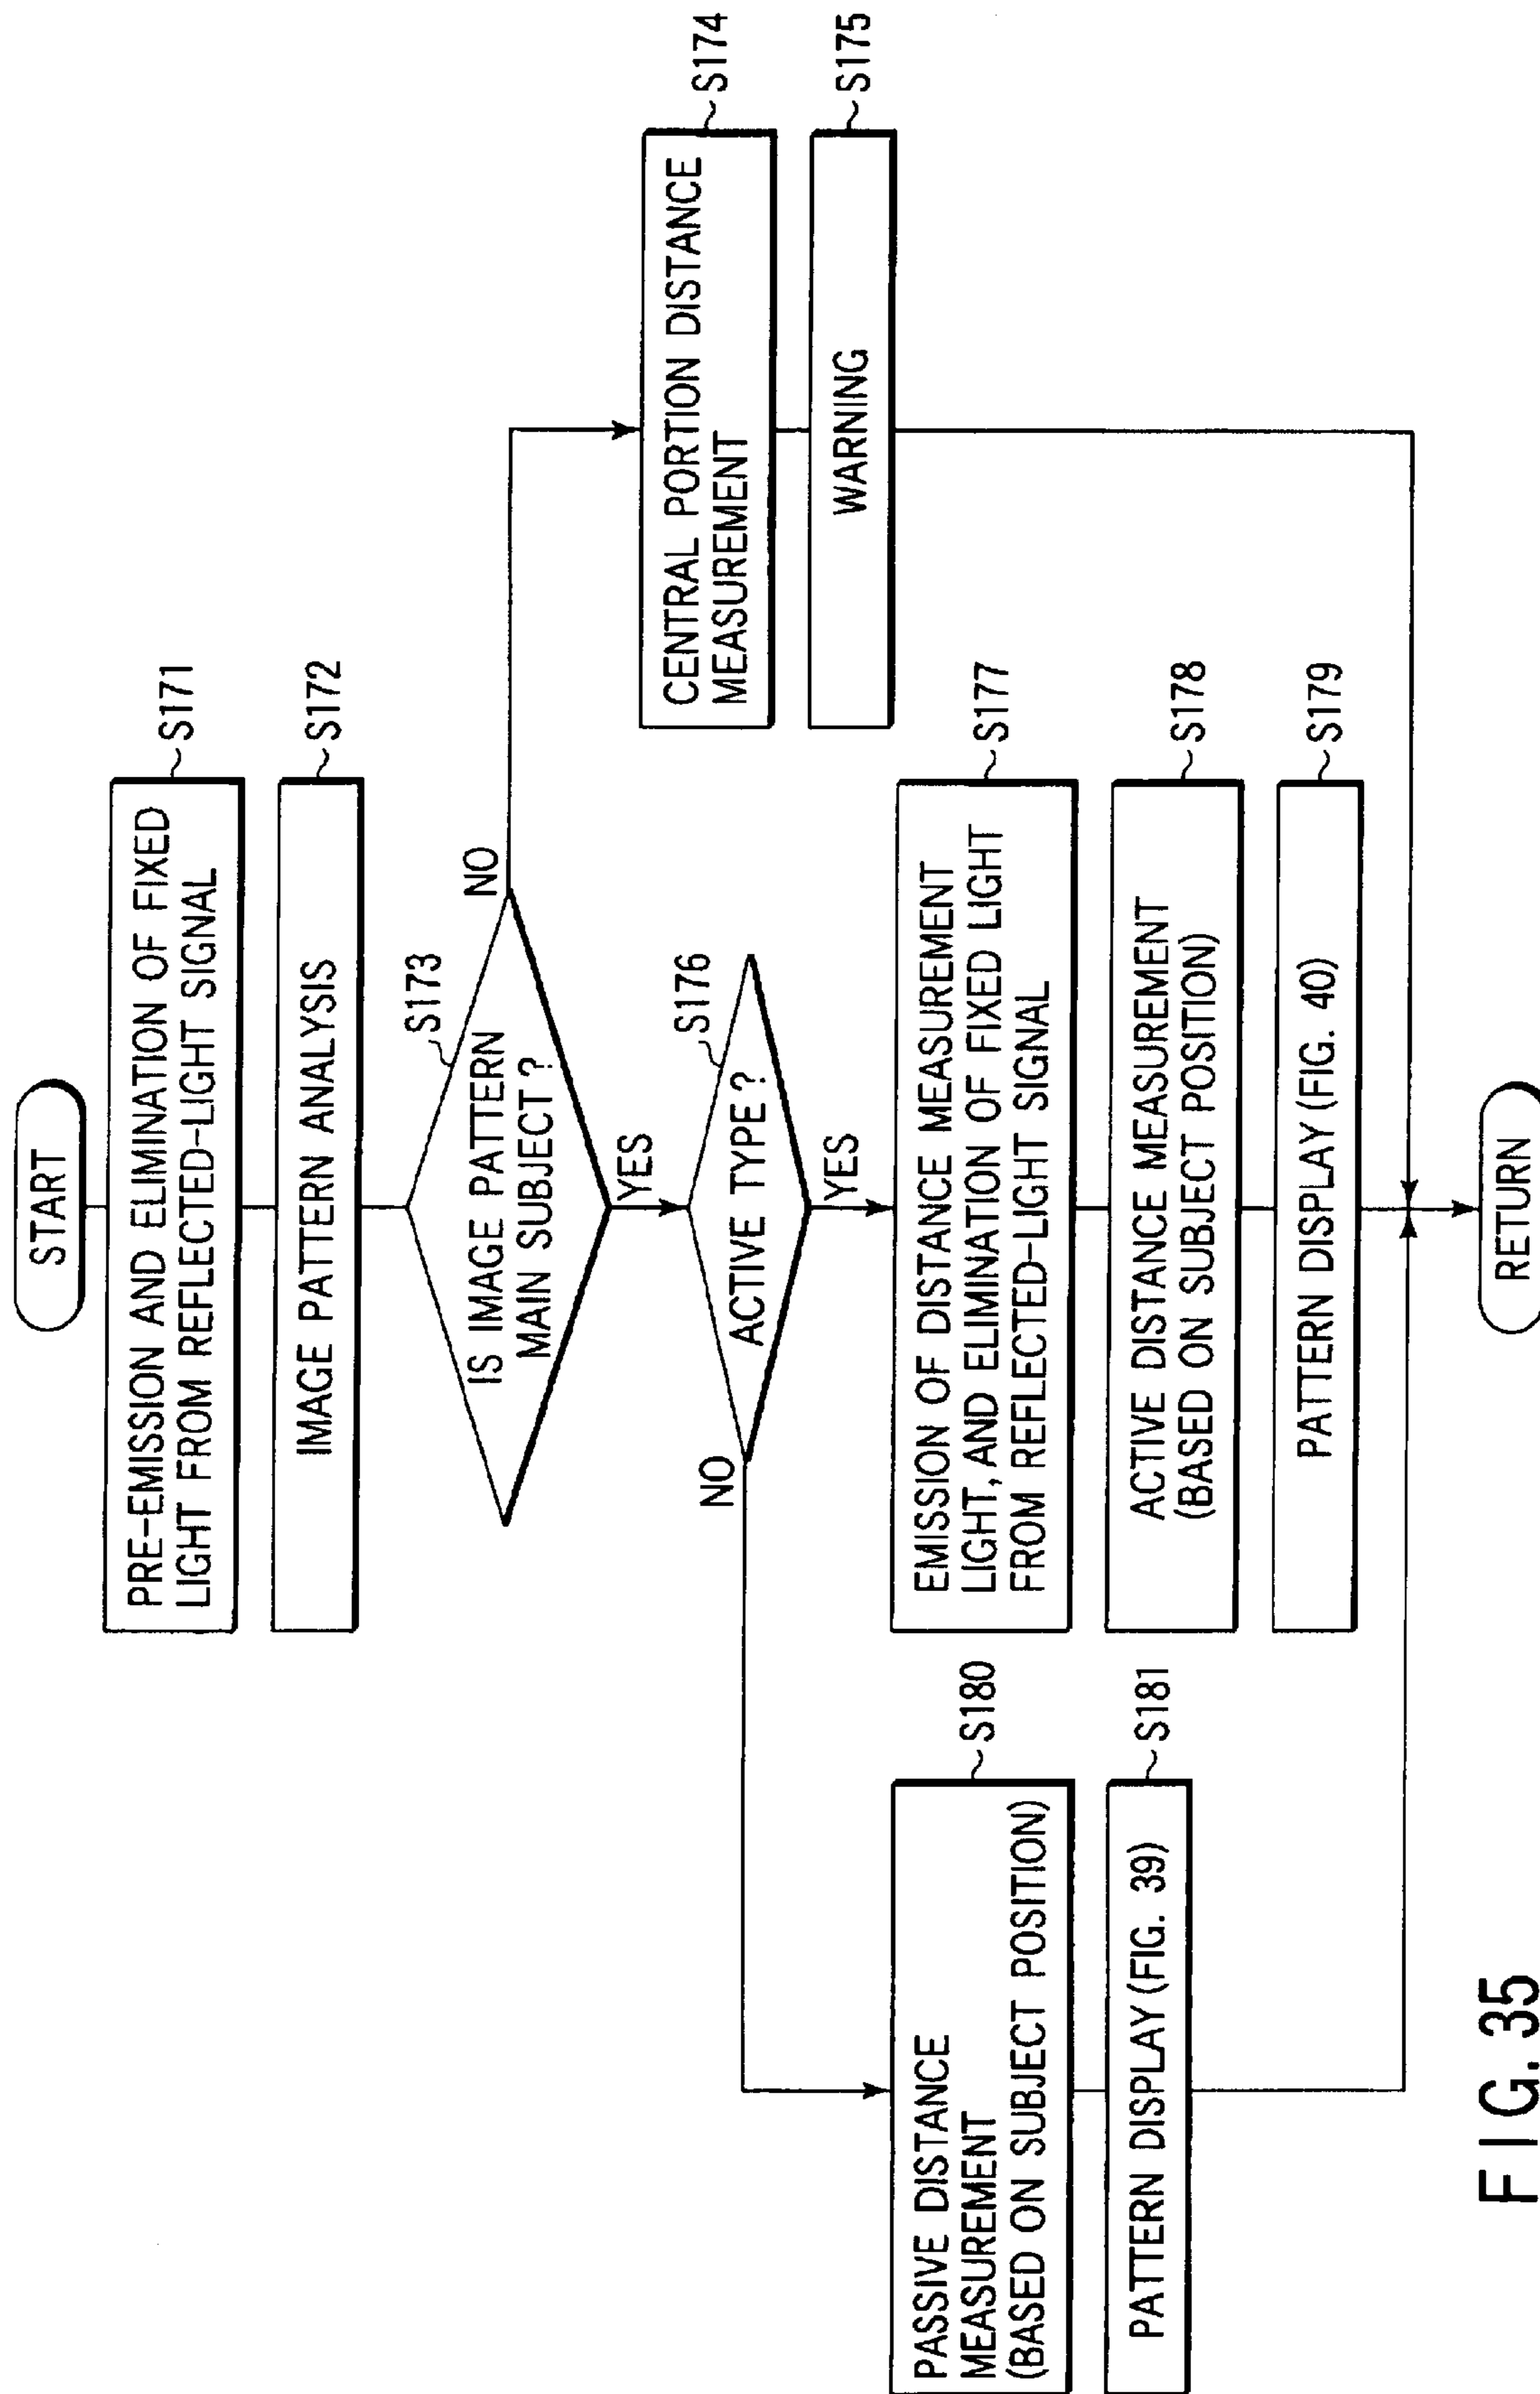 START
PRE-EMISSION AND ELIMINATION OF FIXED
LIGHT FROM REFLECTED-LIGHT SIGNAL
S171
IMAGE PATTERN ANALYSIS
S172
S173
IS IMAGE PATTERN
MAIN SUBJECT?
NO
YES
CENTRAL PORTION DISTANCE
MEASUREMENT
S174
WARNING
S175
S176
ACTIVE TYPE?
NO
YES
EMISSION OF DISTANCE MEASUREMENT
LIGHT, AND ELIMINATION OF FIXED LIGHT
FROM REFLECTED-LIGHT SIGNAL
S177
ACTIVE DISTANCE MEASUREMENT
(BASED ON SUBJECT POSITION)
S178
PATTERN DISPLAY (FIG. 40)
S179
PASSIVE DISTANCE
MEASUREMENT
(BASED ON SUBJECT POSITION)
S180
PATTERN DISPLAY (FIG. 39)
S181
RETURN
FIG. 35